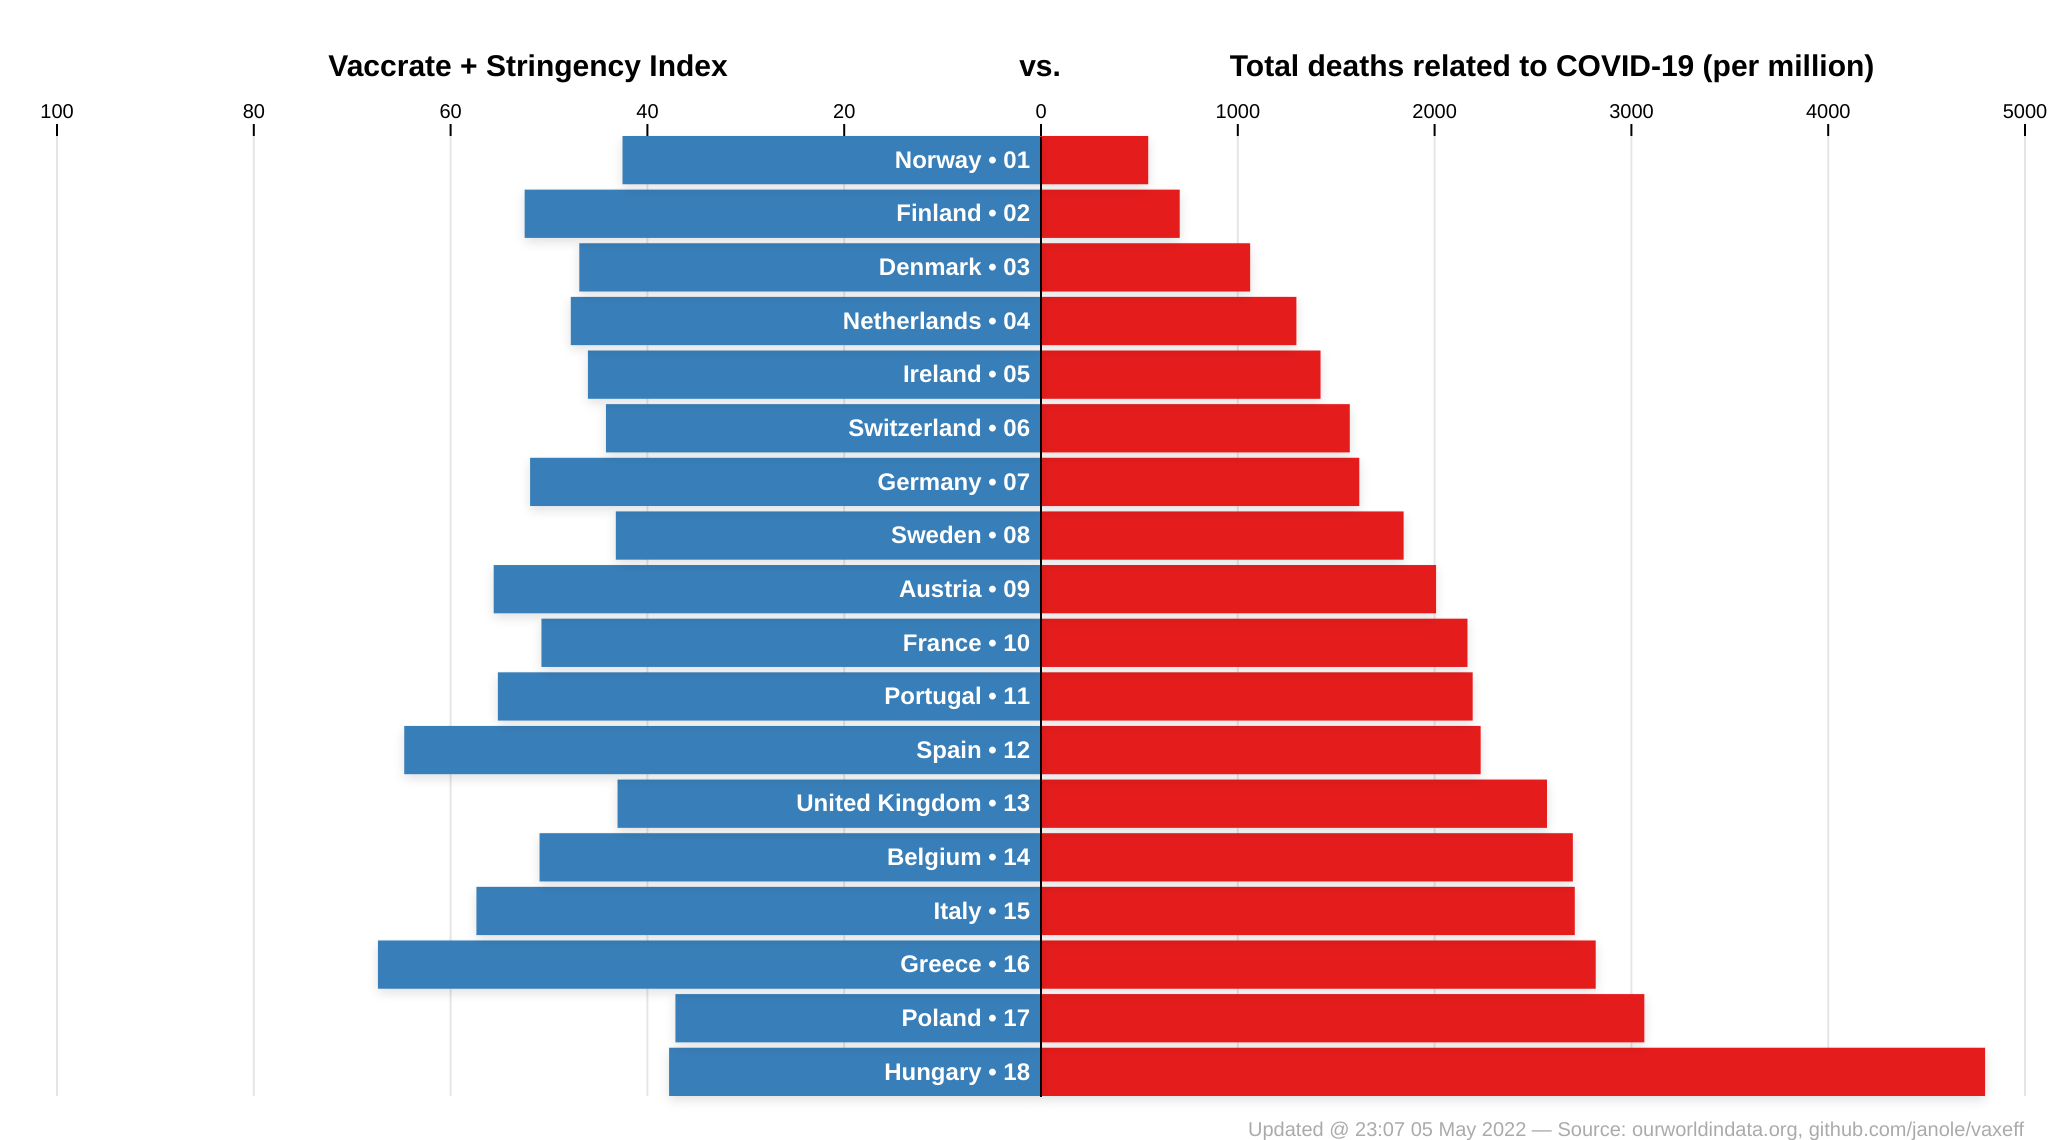 Vaccrate + Stringency Index vs. Total deaths related to COVID-19 (per million)
100 80 60 40 20 0 1000 2000 3000 4000 5000
Norway • 01
Finland • 02
Denmark • 03
Netherlands • 04
Ireland • 05
Switzerland • 06
Germany • 07
Sweden • 08
Austria • 09
France • 10
Portugal • 11
Spain • 12
United Kingdom • 13
Belgium • 14
Italy • 15
Greece • 16
Poland • 17
Hungary • 18
Updated @ 23:07 05 May 2022 — Source: ourworldindata.org, github.com/janole/vaxeff